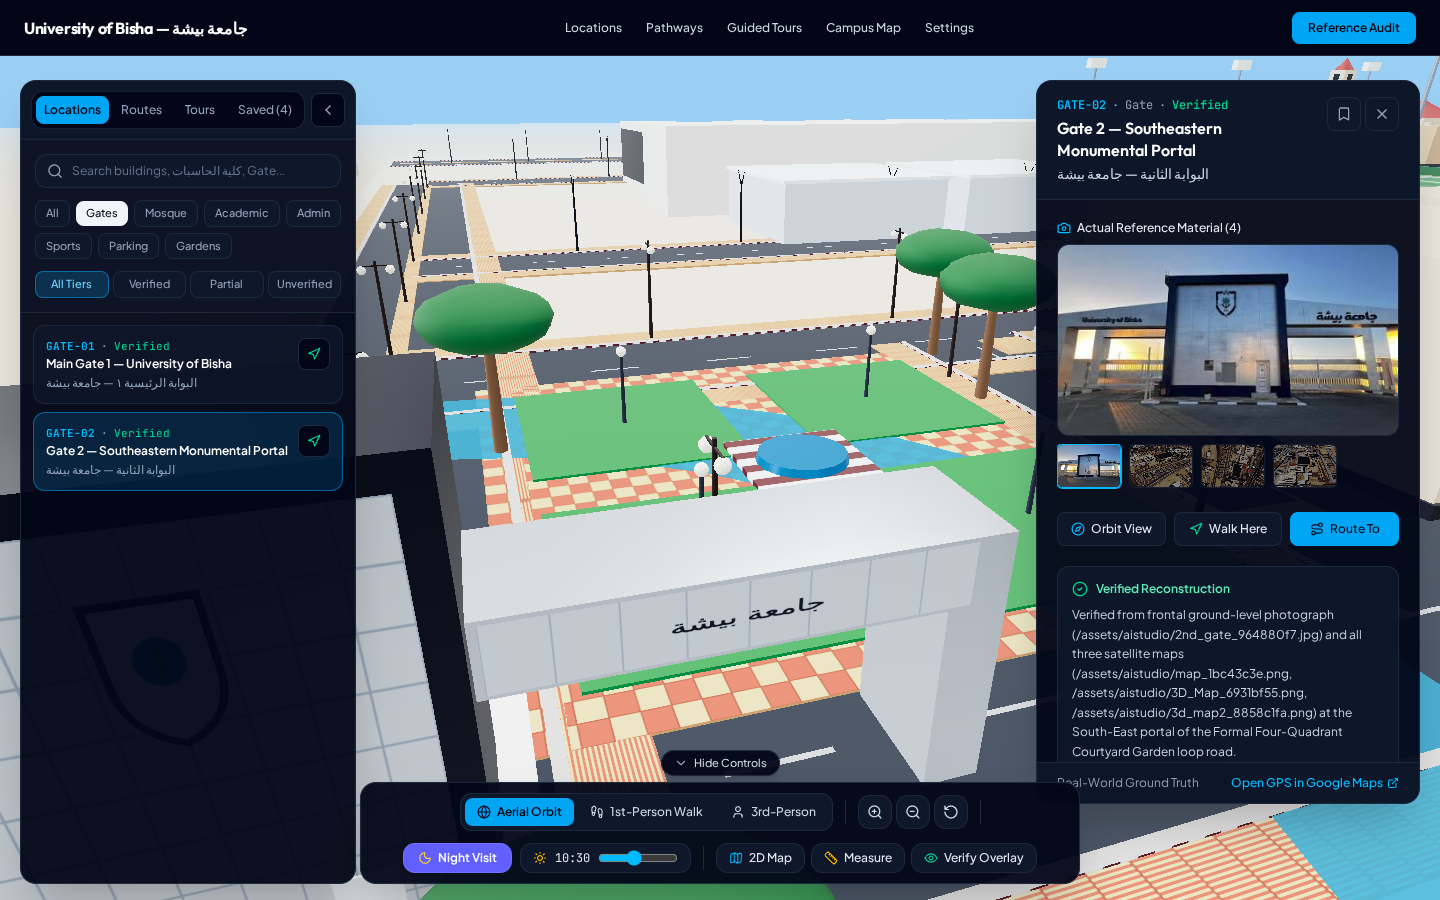 University of Bisha — جامعة بيشة
Locations
Pathways
Guided Tours
Campus Map
Settings
Reference Audit
Locations
Routes
Tours
Saved (4)
Search buildings, كلية الحاسبات, Gate...
All
Gates
Mosque
Academic
Admin
Sports
Parking
Gardens
All Tiers
Verified
Partial
Unverified
GATE-01 · Verified
Main Gate 1 — University of Bisha
البوابة الرئيسية ١ — جامعة بيشة
GATE-02 · Verified
Gate 2 — Southeastern Monumental Portal
البوابة الثانية — جامعة بيشة
جامعة بيشة
GATE-02 · Gate · Verified
Gate 2 — Southeastern
Monumental Portal
البوابة الثانية — جامعة بيشة
Actual Reference Material (4)
University of Bisha
جامعة بيشة
Orbit View
Walk Here
Route To
Verified Reconstruction
Verified from frontal ground-level photograph
(/assets/aistudio/2nd_gate_964880f7.jpg) and all
three satellite maps
(/assets/aistudio/map_1bc43c3e.png,
/assets/aistudio/3D_Map_6931bf55.png,
/assets/aistudio/3d_map2_8858c1fa.png) at the
South-East portal of the Formal Four-Quadrant
Courtyard Garden loop road.
Real-World Ground Truth
Open GPS in Google Maps
Hide Controls
Aerial Orbit
1st-Person Walk
3rd-Person
Night Visit
10:30
2D Map
Measure
Verify Overlay